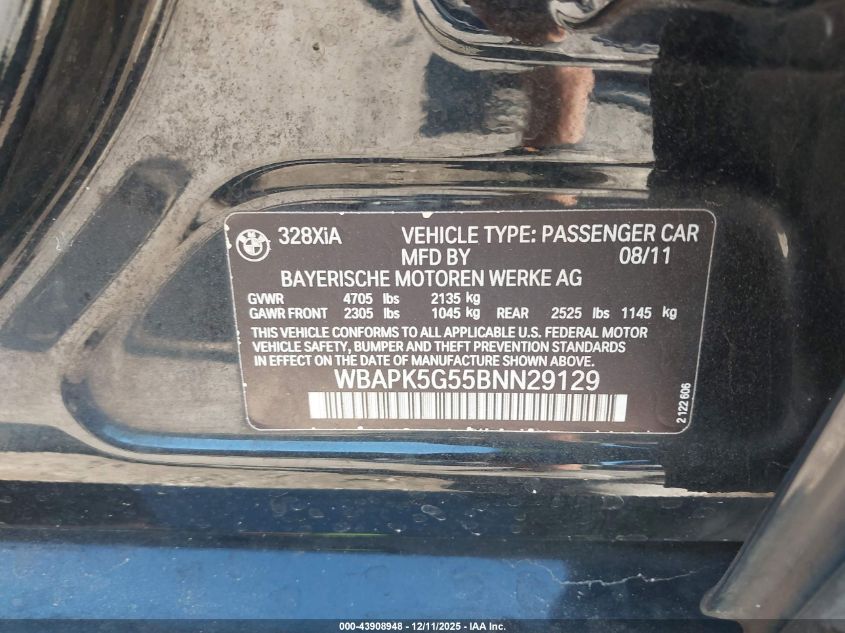 328XiA VEHICLE TYPE: PASSENGER CAR
MFD BY 08/11
BAYERISCHE MOTOREN WERKE AG
GVWR 4705 lbs 2135 kg
GAWR FRONT 2305 lbs 1045 kg REAR 2525 lbs 1145 kg
THIS VEHICLE CONFORMS TO ALL APPLICABLE U.S. FEDERAL MOTOR
VEHICLE SAFETY, BUMPER AND THEFT PREVENTION STANDARDS
IN EFFECT ON THE DATE OF MANUFACTURE SHOWN ABOVE.
WBAPK5G55BNN29129
2 122 606
000-43908948 - 12/11/2025 - IAA Inc.